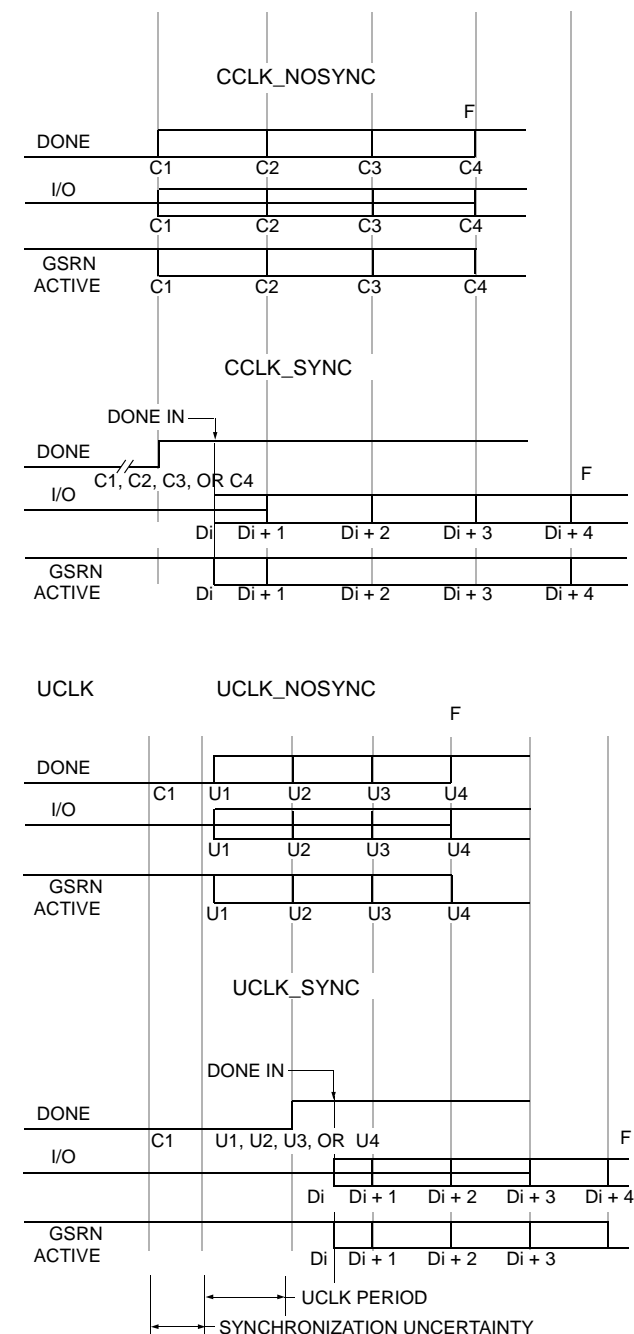 CCLK_NOSYNC
F
DONE
C1 C2 C3 C4
I/O
C1 C2 C3 C4
GSRN
ACTIVE
C1 C2 C3 C4
CCLK_SYNC
DONE IN
DONE
C1, C2, C3, OR C4
F
I/O
Di Di + 1 Di + 2 Di + 3 Di + 4
GSRN
ACTIVE
Di Di + 1 Di + 2 Di + 3 Di + 4
UCLK UCLK_NOSYNC
F
DONE
C1 U1 U2 U3 U4
I/O
U1 U2 U3 U4
GSRN
ACTIVE
U1 U2 U3 U4
UCLK_SYNC
DONE IN
DONE
C1 U1, U2, U3, OR U4
F
I/O
Di Di + 1 Di + 2 Di + 3 Di + 4
GSRN
ACTIVE
Di Di + 1 Di + 2 Di + 3
UCLK PERIOD
SYNCHRONIZATION UNCERTAINTY